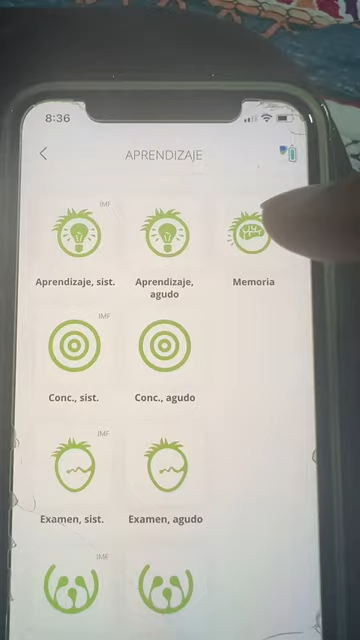 8:36
APRENDIZAJE
IMF
Aprendizaje, sist.
Aprendizaje, agudo
Memoria
IMF
Conc., sist.
Conc., agudo
IMF
Examen, sist.
Examen, agudo
IMF